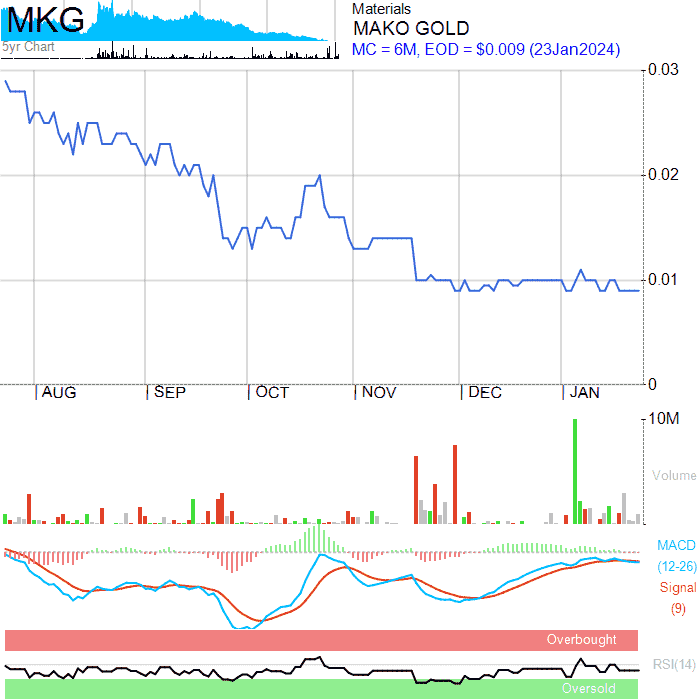 MKG
5yr Chart
Materials
MAKO GOLD
MC = 6M, EOD = $0.009 (23Jan2024)
0.03
0.02
0.01
0
AUG SEP OCT NOV DEC JAN
10M
Volume
MACD
(12-26)
Signal
(9)
Overbought
RSI(14)
Oversold